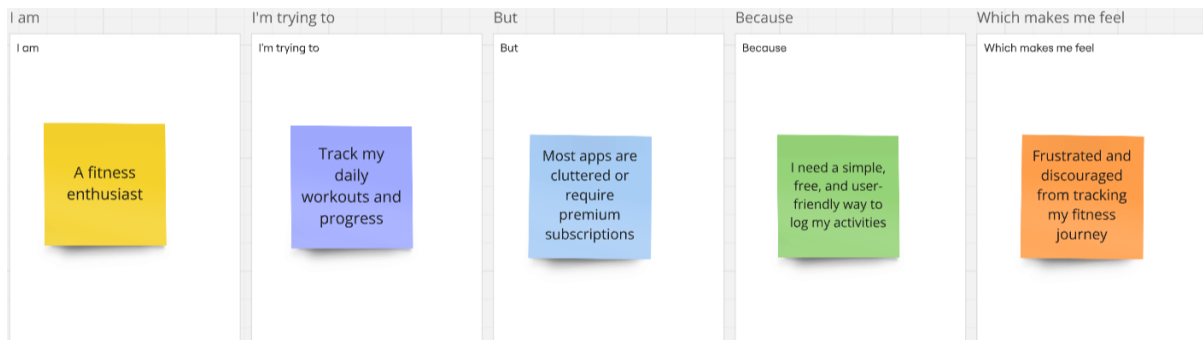 I am
I'm trying to
But
Because
Which makes me feel
I am
I'm trying to
But
Because
Which makes me feel
A fitness
enthusiast
Track my
daily
workouts and
progress
Most apps are
cluttered or
require
premium
subscriptions
I need a simple,
free, and user-
friendly way to
log my activities
Frustrated and
discouraged
from tracking
my fitness
journey